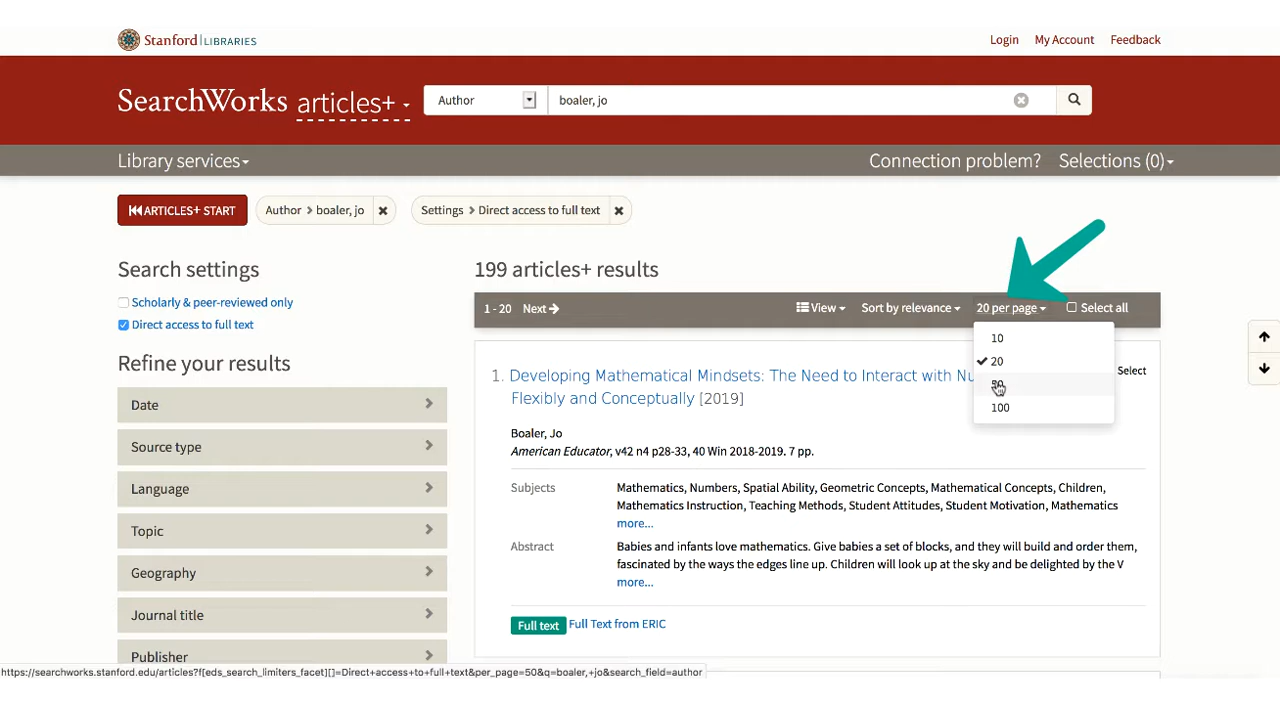 Stanford | LIBRARIES
Login My Account Feedback
SearchWorks articles+ Author boaler, jo
Library services Connection problem? Selections (0)
ARTICLES+ START Author > boaler, jo Settings > Direct access to full text
Search settings
Scholarly & peer-reviewed only
Direct access to full text
Refine your results
Date
Source type
Language
Topic
Geography
Journal title
Publisher
199 articles+ results
1 - 20 Next View Sort by relevance 20 per page Select all
10
20
50
100
1. Developing Mathematical Mindsets: The Need to Interact with
Flexibly and Conceptually [2019]
Select
Boaler, Jo
American Educator, v42 n4 p28-33, 40 Win 2018-2019. 7 pp.
Subjects Mathematics, Numbers, Spatial Ability, Geometric Concepts, Mathematical Concepts, Children,
Mathematics Instruction, Teaching Methods, Student Attitudes, Student Motivation, Mathematics
more...
Abstract Babies and infants love mathematics. Give babies a set of blocks, and they will build and order them,
fascinated by the ways the edges line up. Children will look up at the sky and be delighted by the V
more...
Full text Full Text from ERIC
https://searchworks.stanford.edu/articles?f[eds_search_limiters_facet][]=Direct+access+to+full+text&per_page=50&q=boaler,+jo&search_field=author